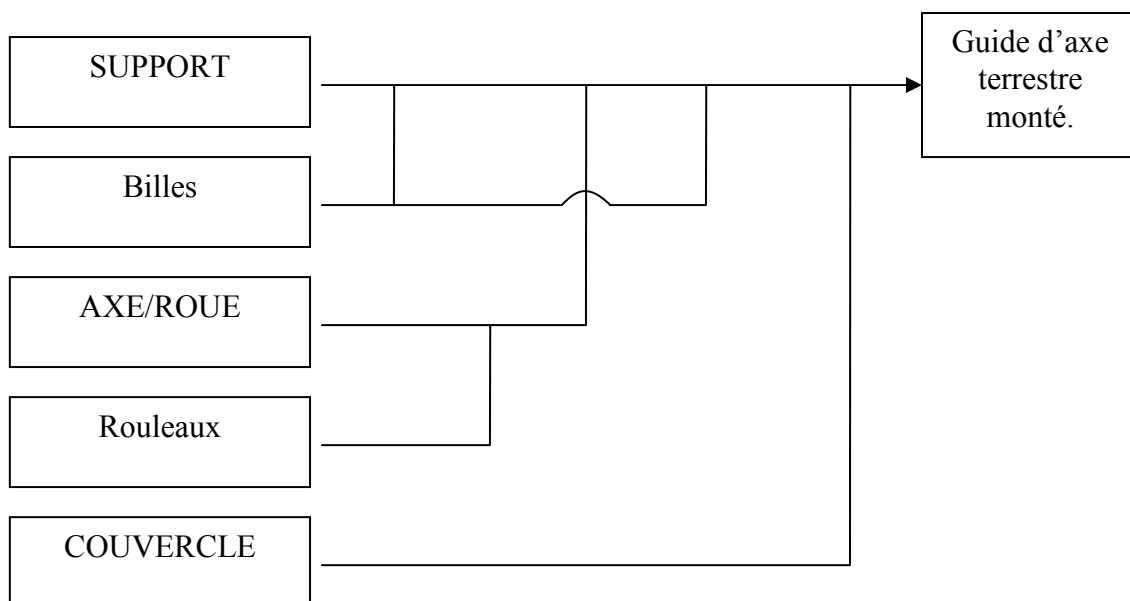 SUPPORT
Guide d’axe
terrestre
monté.
Billes
AXE/ROUE
Rouleaux
COUVERCLE